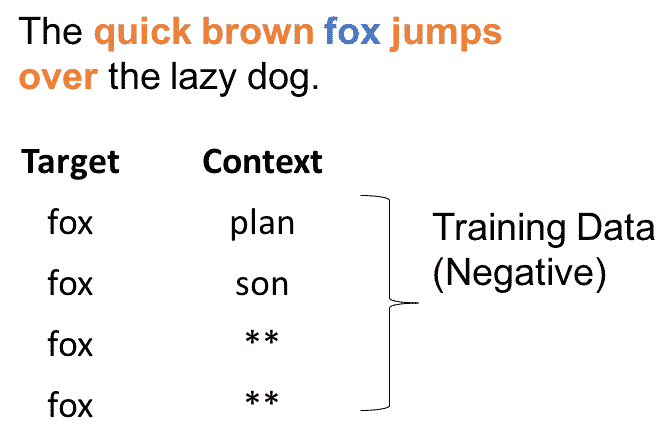 The quick brown fox jumps
over the lazy dog.
Target Context
fox plan
fox son
fox **
fox **
Training Data
(Negative)